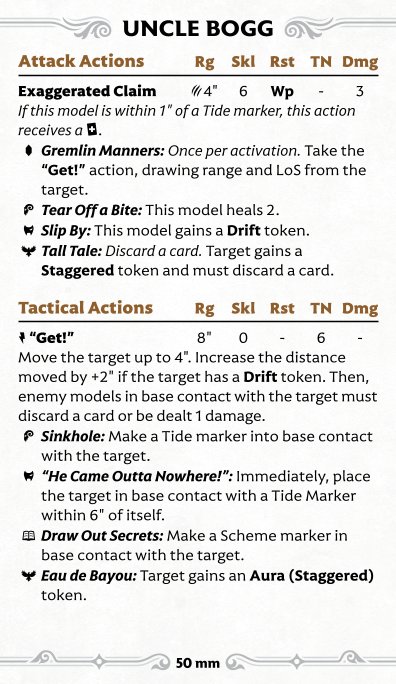 UNCLE BOGG
Attack Actions Rg Skl Rst TN Dmg
Exaggerated Claim 4" 6 Wp - 3
If this model is within 1" of a Tide marker, this action
receives a .
Gremlin Manners: Once per activation. Take the
“Get!” action, drawing range and LoS from the
target.
Tear Off a Bite: This model heals 2.
Slip By: This model gains a Drift token.
Tall Tale: Discard a card. Target gains a
Staggered token and must discard a card.
Tactical Actions Rg Skl Rst TN Dmg
“Get!” 8" 0 - 6 -
Move the target up to 4". Increase the distance
moved by +2" if the target has a Drift token. Then,
enemy models in base contact with the target must
discard a card or be dealt 1 damage.
Sinkhole: Make a Tide marker into base contact
with the target.
“He Came Outta Nowhere!”: Immediately, place
the target in base contact with a Tide Marker
within 6" of itself.
Draw Out Secrets: Make a Scheme marker in
base contact with the target.
Eau de Bayou: Target gains an Aura (Staggered)
token.
50 mm